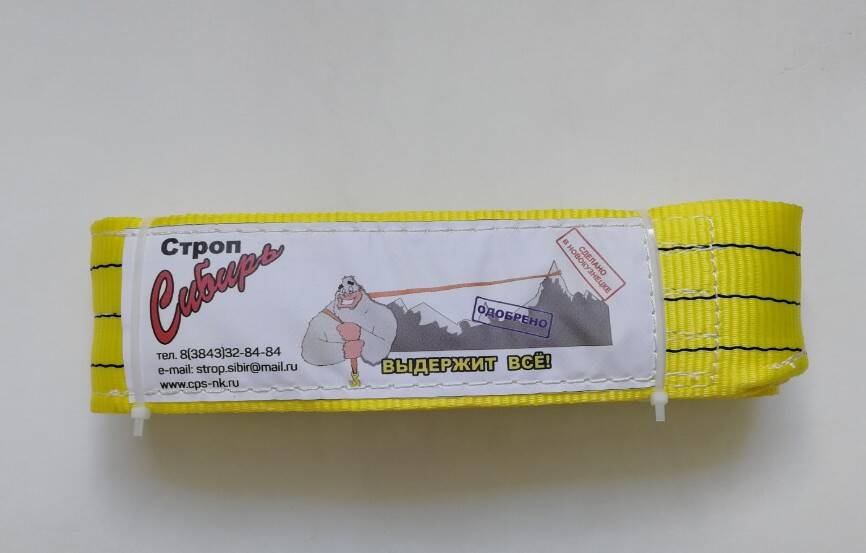 Строп
Сибирь
тел. 8(3843)32-84-84
e-mail: strop.sibir@mail.ru
www.cps-nk.ru
СДЕЛАНО
В НОВОКУЗНЕЦКЕ
ОДОБРЕНО
ВЫДЕРЖИТ ВСЁ!